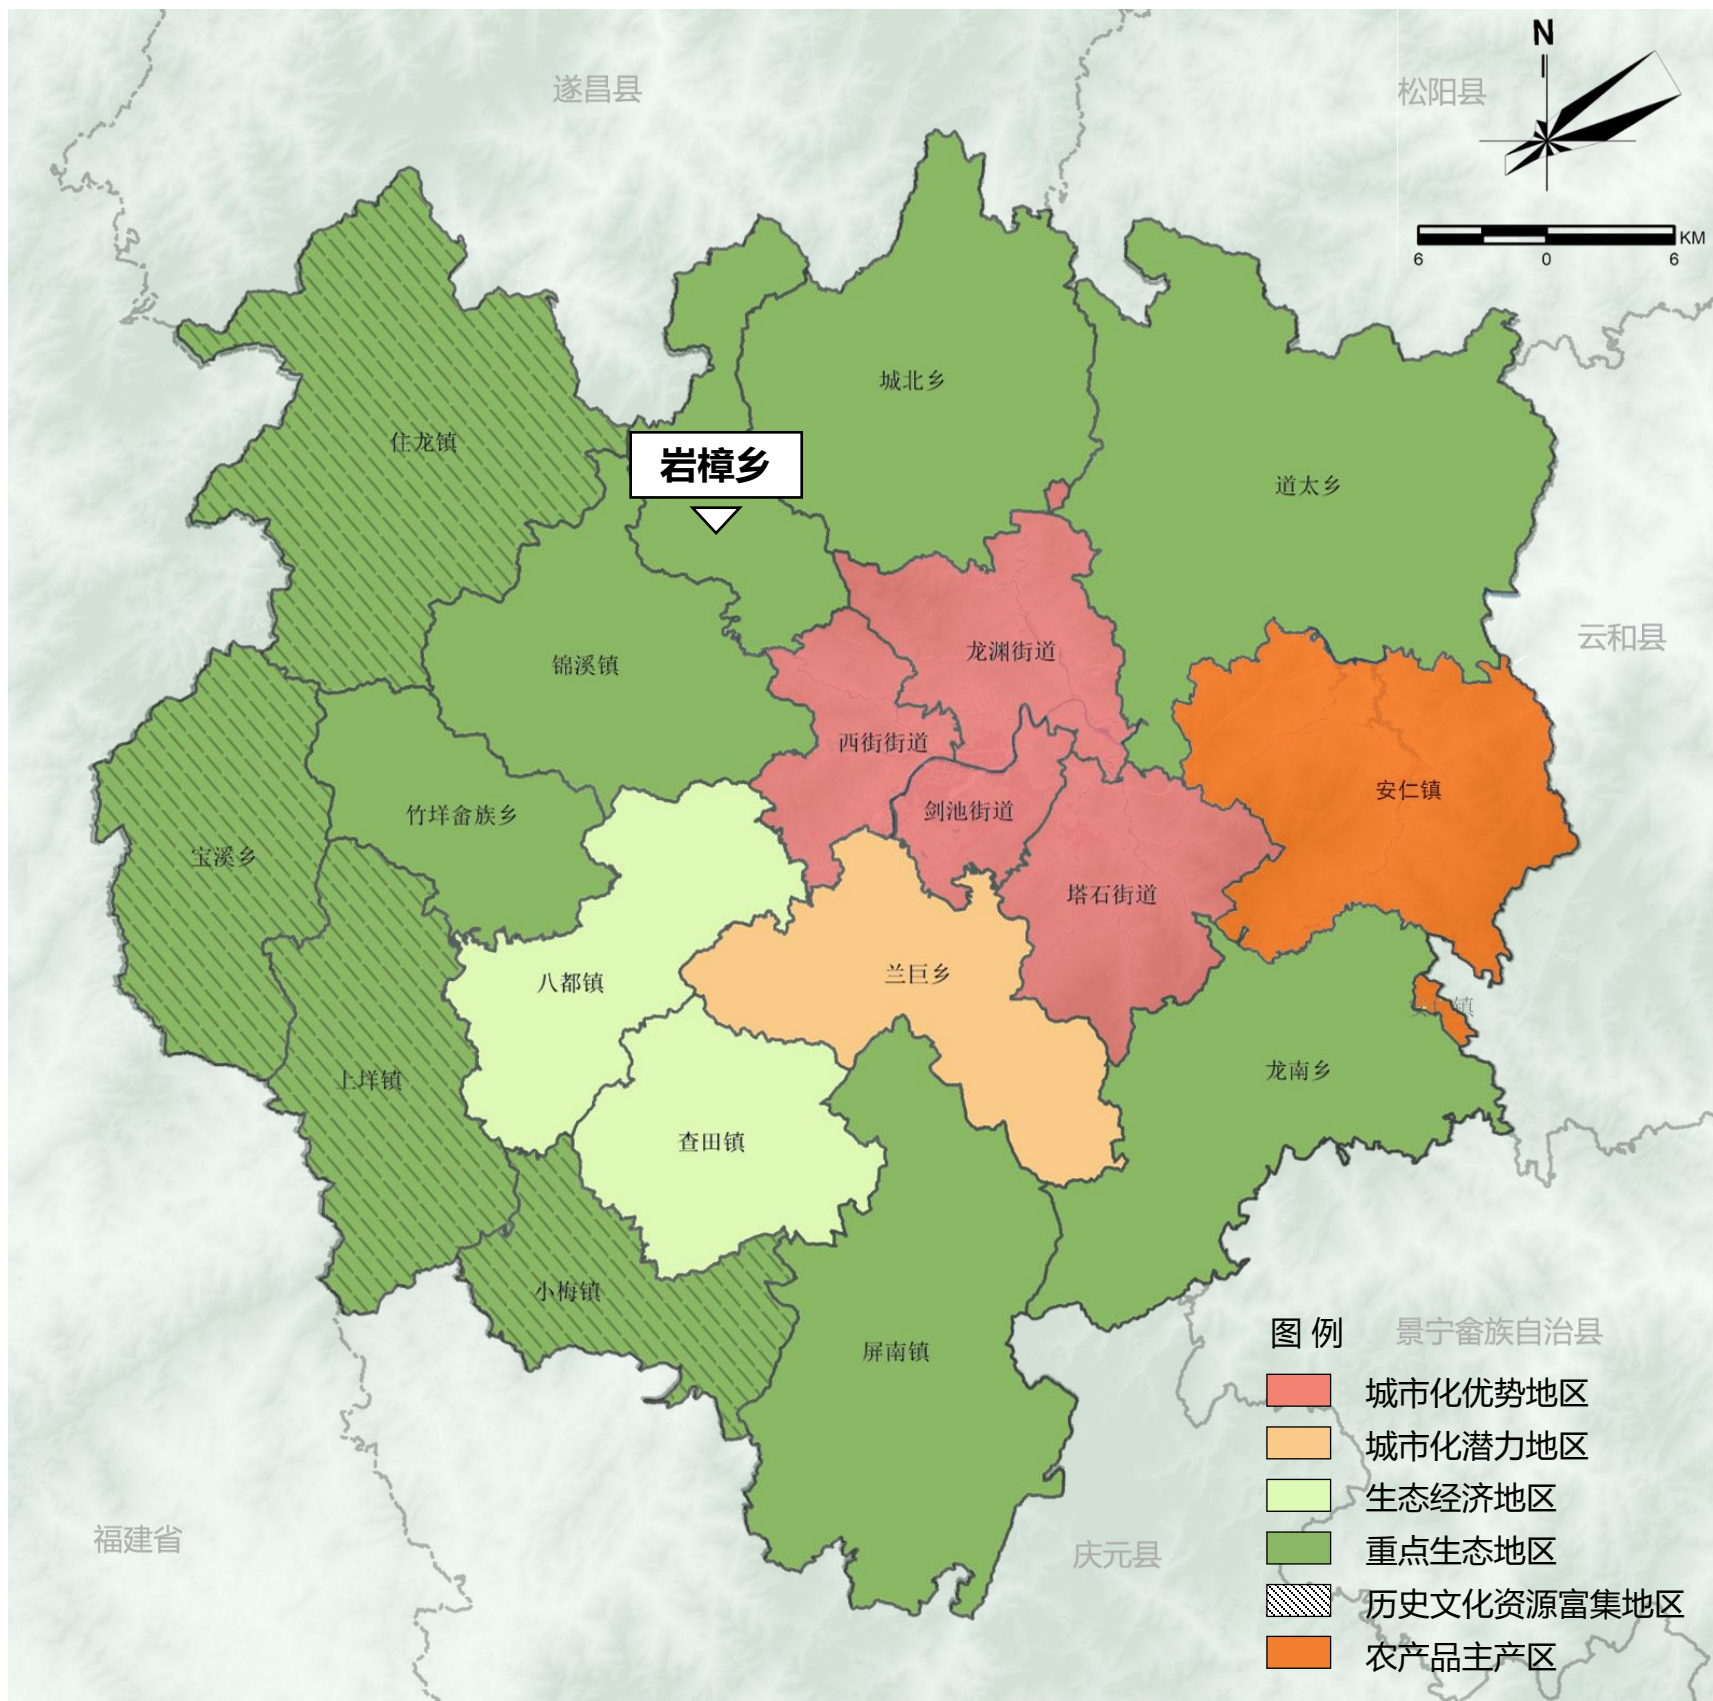 N
遂昌县
松阳县
KM
6 0 6
城北乡
住龙镇
岩樟乡
道太乡
云和县
龙渊街道
锦溪镇
西街街道
安仁镇
剑池街道
竹垟畲族乡
宝溪乡
塔石街道
兰巨乡
八都镇
镇
龙南乡
上垟镇
查田镇
小梅镇
屏南镇
图 例
景宁畲族自治县
城市化优势地区
城市化潜力地区
生态经济地区
重点生态地区
历史文化资源富集地区
农产品主产区
福建省
庆元县